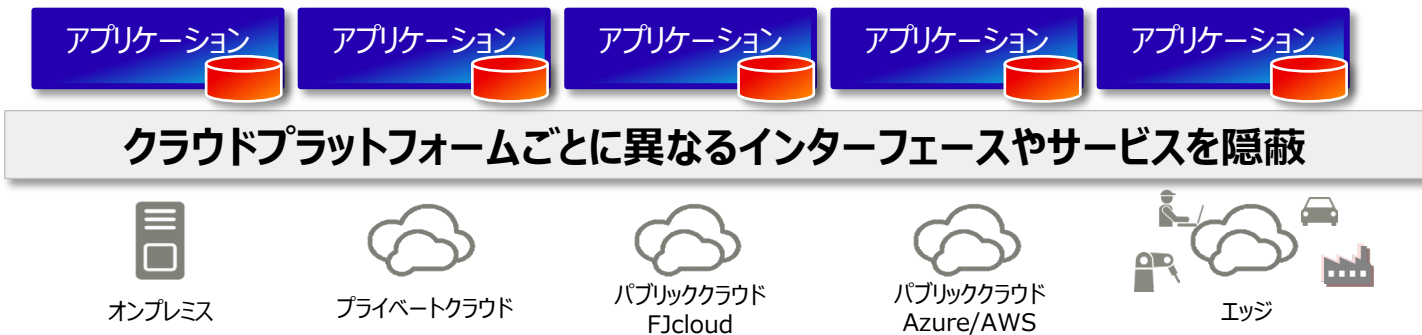 アプリケーション
アプリケーション
アプリケーション
アプリケーション
アプリケーション
クラウドプラットフォームごとに異なるインターフェースやサービスを隠蔽
オンプレミス
プライベートクラウド
パブリッククラウド
FJcloud
パブリッククラウド
Azure/AWS
エッジ